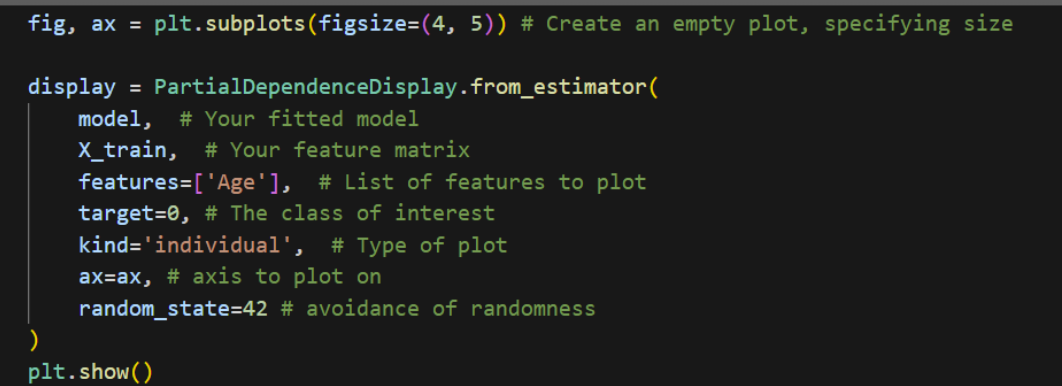 fig, ax = plt.subplots(figsize=(4, 5)) # Create an empty plot, specifying size
display = PartialDependenceDisplay.from_estimator(
model,  # Your fitted model
X_train,  # Your feature matrix
features=['Age'],  # List of features to plot
target=0, # The class of interest
kind='individual',  # Type of plot
ax=ax, # axis to plot on
random_state=42 # avoidance of randomness
)
plt.show()